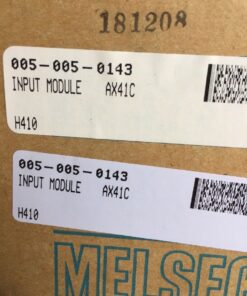 181208
005-005-0143
INPUT MODULE AX41C
H410
005-005-0143
INPUT MODULE AX41C
H410
MELSEC